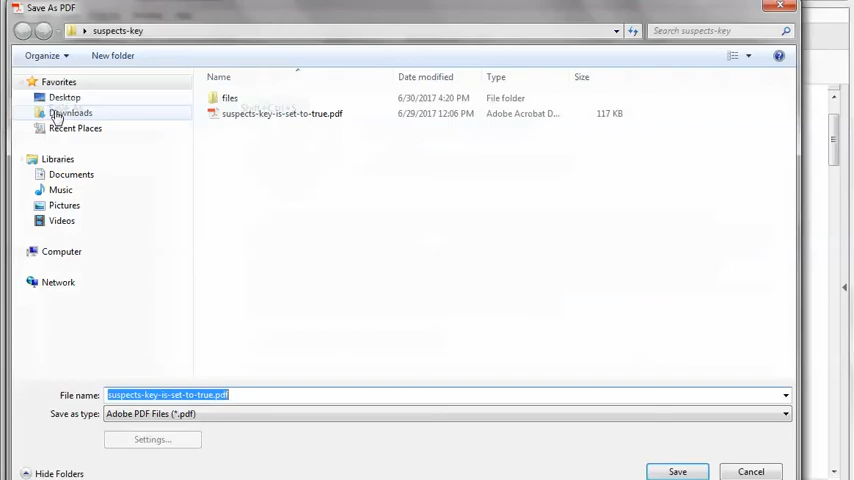 Save As PDF
suspects-key
Search suspects-key
Organize
New folder
Name
Date modified
Type
Size
Favorites
Desktop
Downloads
Recent Places
Libraries
Documents
Music
Pictures
Videos
Computer
Network
files 6/30/2017 4:20 PM File folder
suspects-key-is-set-to-true.pdf 6/29/2017 12:06 PM Adobe Acrobat D... 117 KB
Shift+Ctrl+S
File name: suspects-key-is-set-to-true.pdf
Save as type: Adobe PDF Files (*.pdf)
Settings...
Hide Folders
Save
Cancel